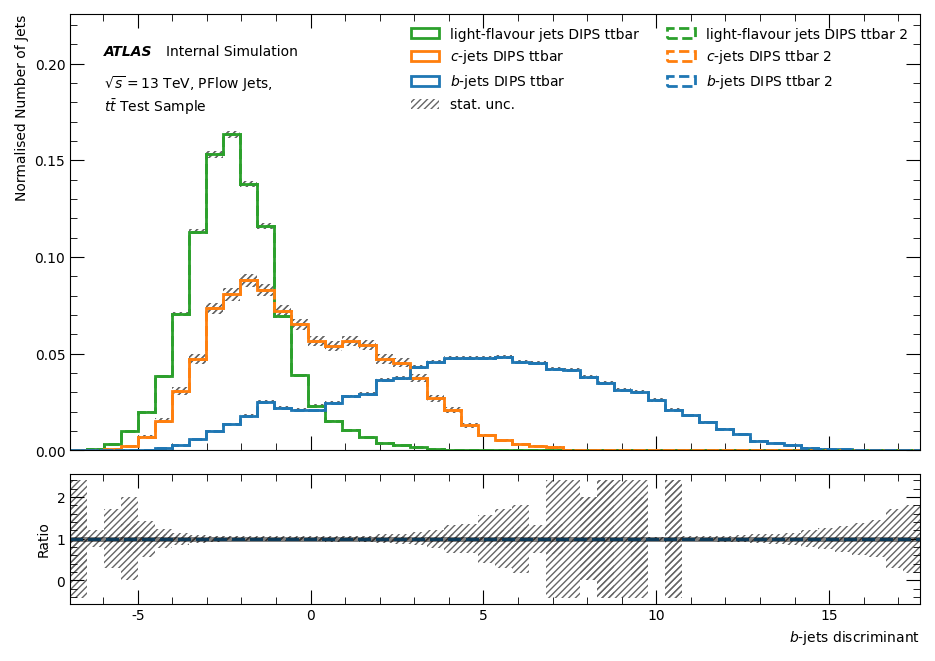 Normalised Number of Jets
0.20
0.15
0.10
0.05
0.00
ATLAS Internal Simulation
√s = 13 TeV, PFlow Jets,
tt̄ Test Sample
light-flavour jets DIPS ttbar
c-jets DIPS ttbar
b-jets DIPS ttbar
stat. unc.
light-flavour jets DIPS ttbar 2
c-jets DIPS ttbar 2
b-jets DIPS ttbar 2
Ratio
2
1
0
-5 0 5 10 15
b-jets discriminant